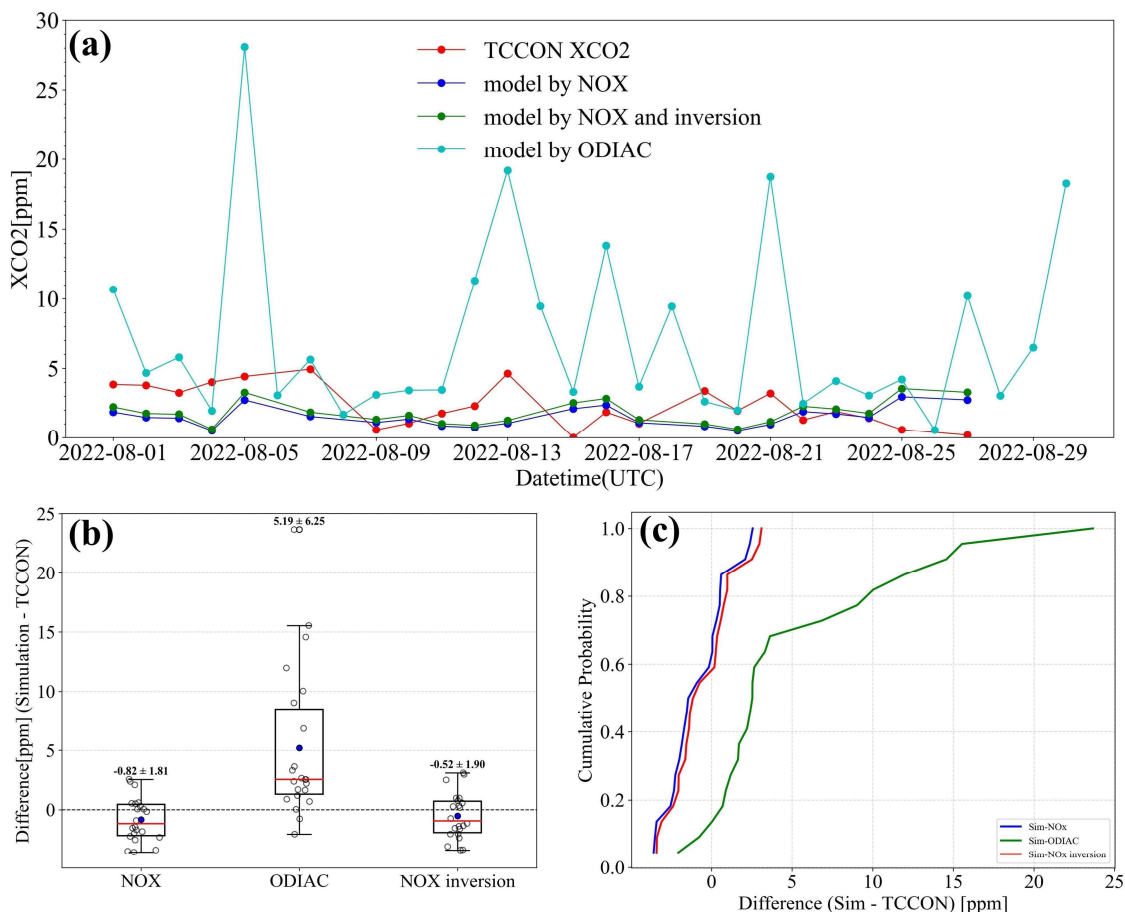 (a)
TCCON XCO2
model by NOX
model by NOX and inversion
model by ODIAC
30
25
20
15
10
5
0
XCO2[ppm]
2022-08-01 2022-08-05 2022-08-09 2022-08-13 2022-08-17 2022-08-21 2022-08-25 2022-08-29
Datetime(UTC)
(b)
25
20
15
10
5
0
-5
Difference[ppm] (Simulation - TCCON)
5.19 ± 6.25
-0.82 ± 1.81
-0.52 ± 1.90
NOX ODIAC NOX inversion
(c)
1.0
0.8
0.6
0.4
0.2
0.0
Cumulative Probability
Sim-NOx
Sim-ODIAC
Sim-NOx inversion
0 5 10 15 20 25
Difference (Sim - TCCON) [ppm]